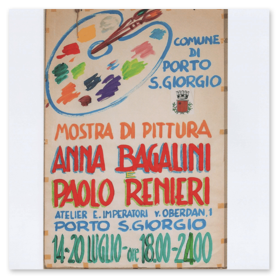 COMUNE
DI
PORTO
S.GIORGIO
MOSTRA DI PITTURA
ANNA BAGALINI
E
PAOLO RENIERI
ATELIER E. IMPERATORI V. OBERDAN, 1
PORTO S.GIORGIO
14-20 LUGLIO-ore 18.00-24.00